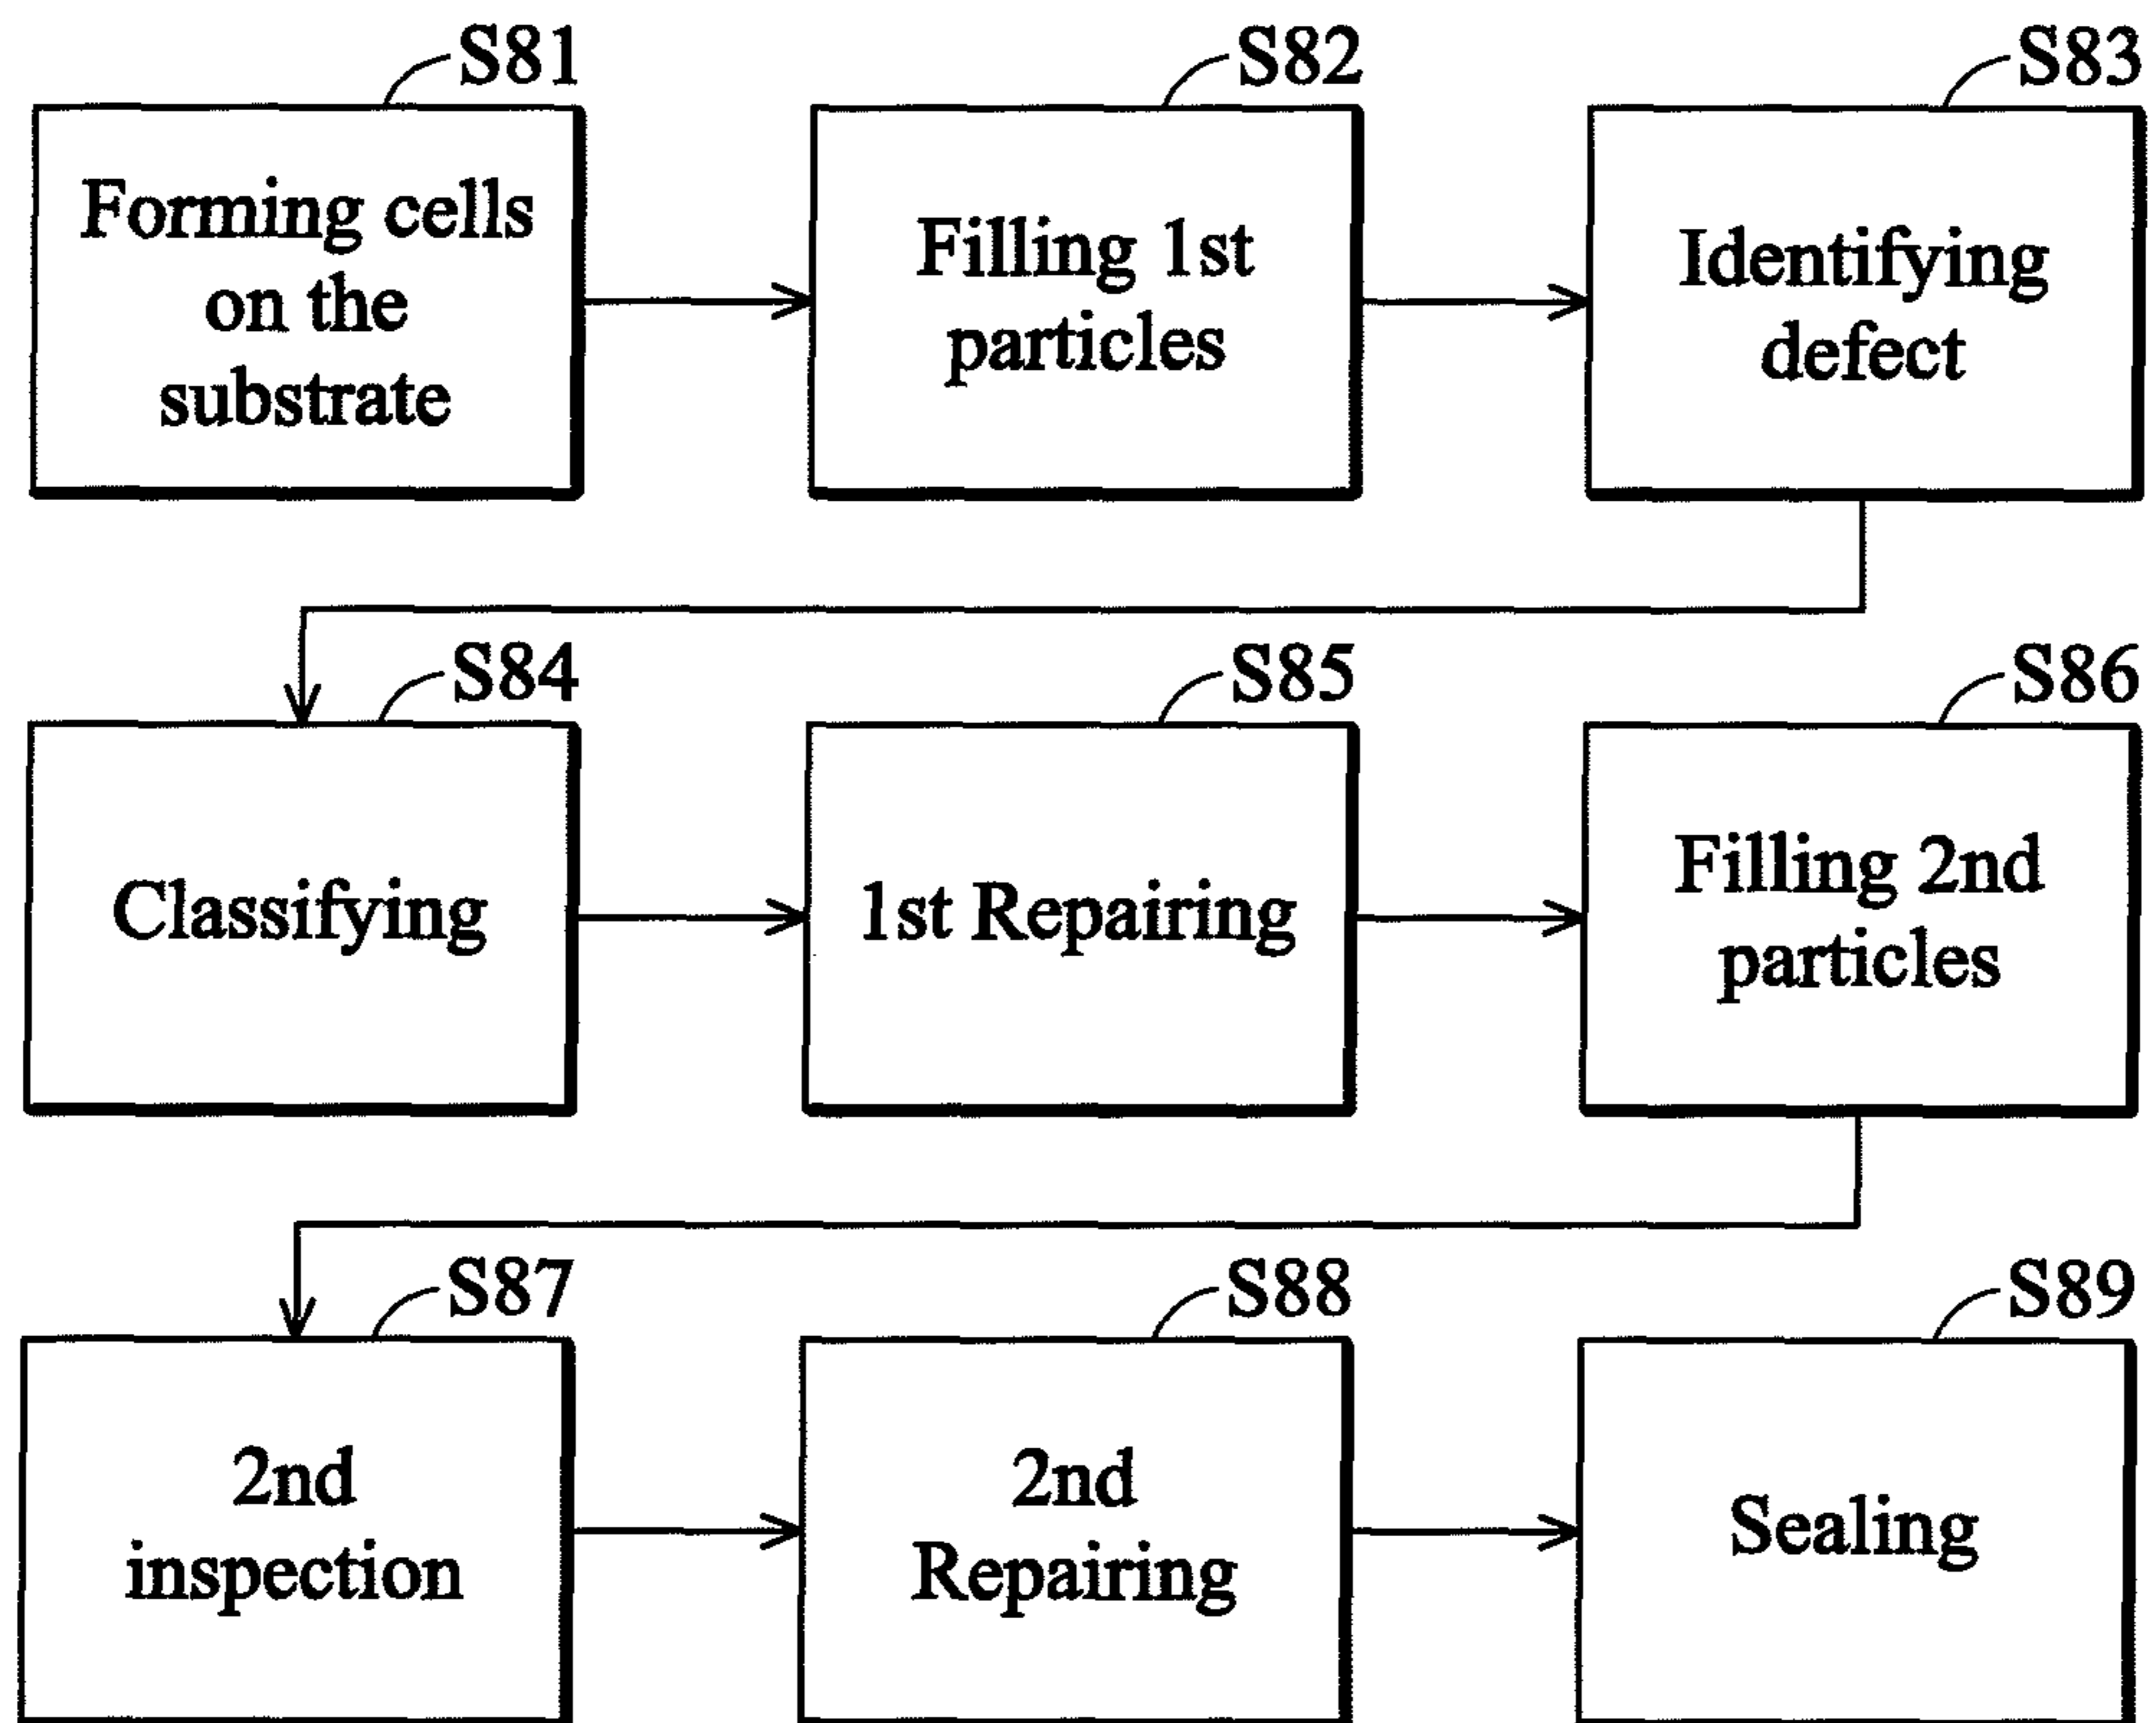 S81
Forming cells
on the
substrate
S82
Filling 1st
particles
S83
Identifying
defect
S84
Classifying
S85
1st Repairing
S86
Filling 2nd
particles
S87
2nd
inspection
S88
2nd
Repairing
S89
Sealing